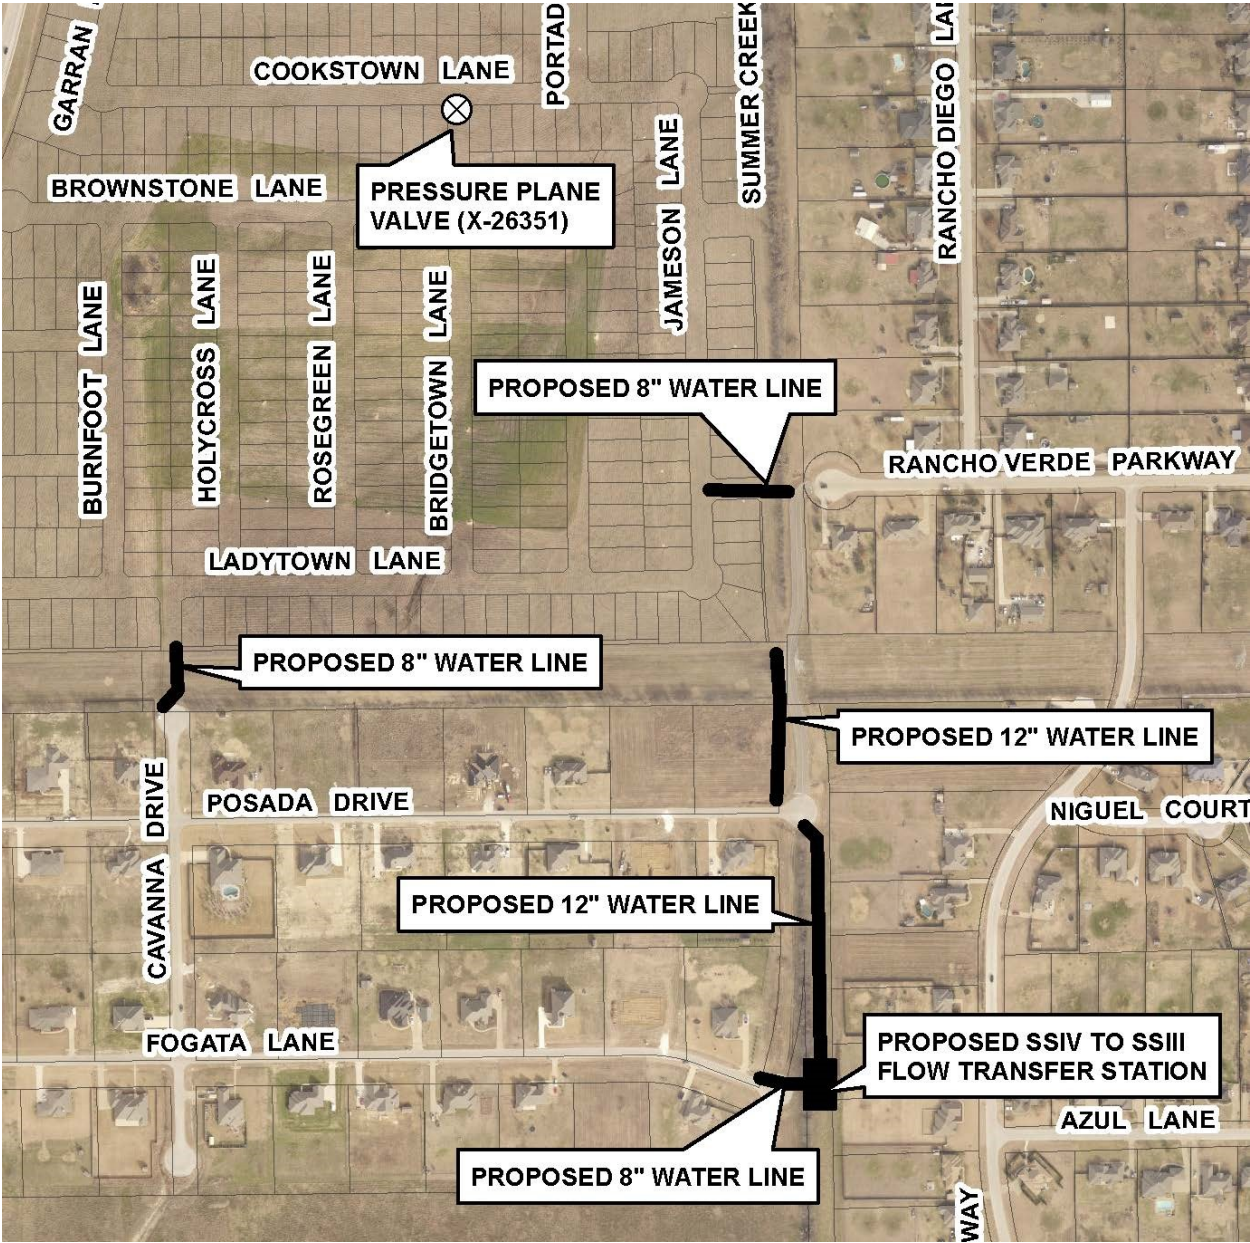 GARRAN
COOKSTOWN LANE
PORTAD
SUMMER CREEK
RANCHO DIEGO LAN
JAMESON LANE
BROWNSTONE LANE
PRESSURE PLANE
VALVE (X-26351)
BURNFOOT LANE
HOLYCROSS LANE
ROSEGREEN LANE
BRIDGETOWN LANE
PROPOSED 8" WATER LINE
RANCHO VERDE PARKWAY
LADYTOWN LANE
PROPOSED 8" WATER LINE
PROPOSED 12" WATER LINE
CAVANNA DRIVE
POSADA DRIVE
NIGUEL COURT
PROPOSED 12" WATER LINE
FOGATA LANE
PROPOSED SSIV TO SSIII
FLOW TRANSFER STATION
AZUL LANE
PROPOSED 8" WATER LINE
WAY